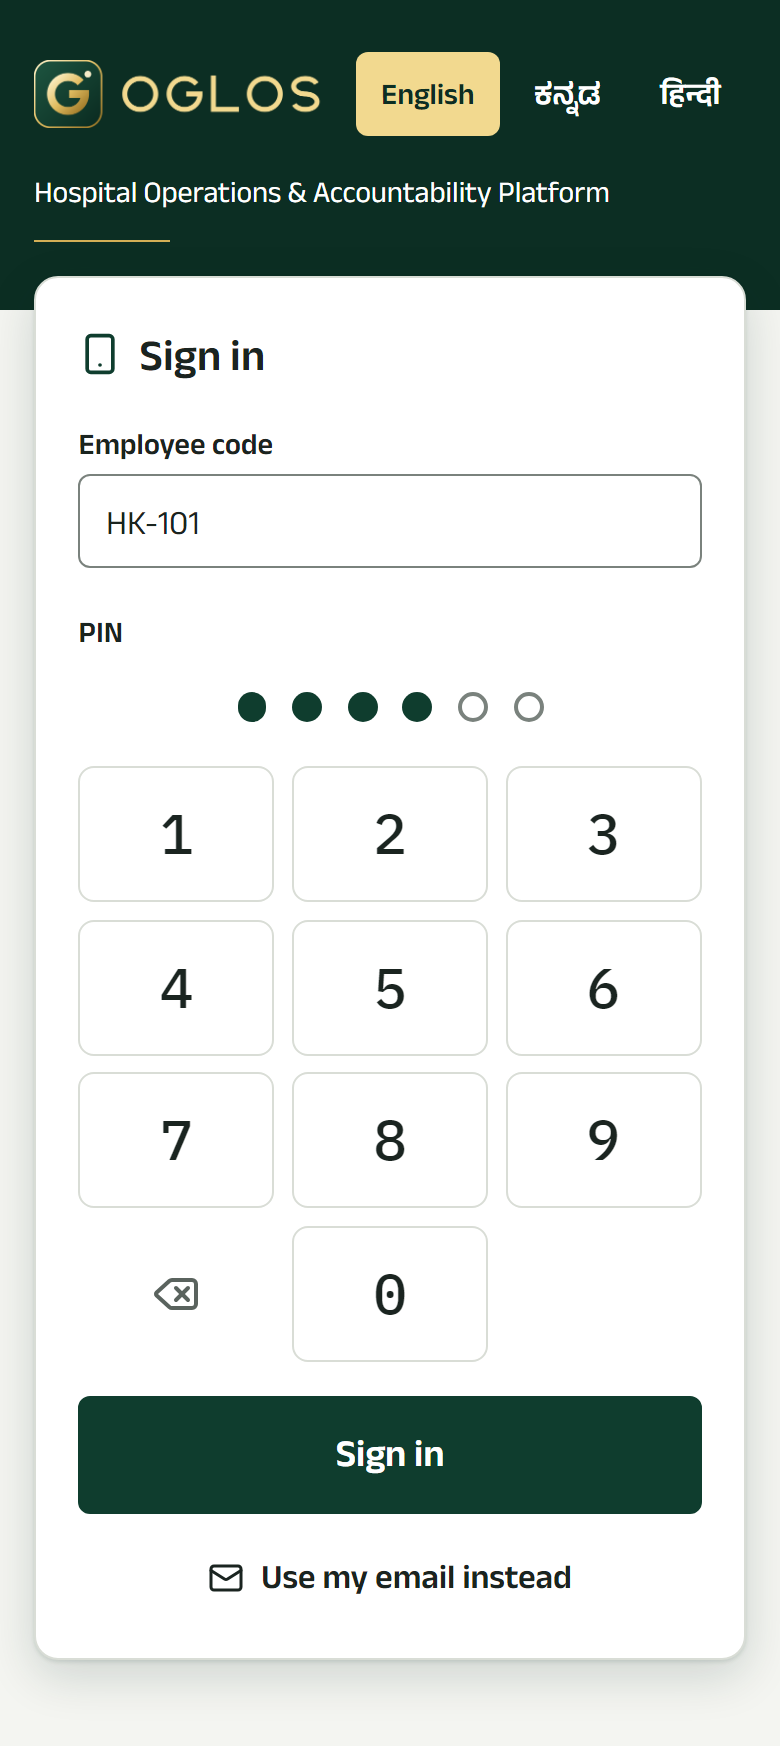 OGLOS English ಕನ್ನಡ हिन्दी
Hospital Operations & Accountability Platform
Sign in
Employee code
HK-101
PIN
1 2 3
4 5 6
7 8 9
0
Sign in
Use my email instead